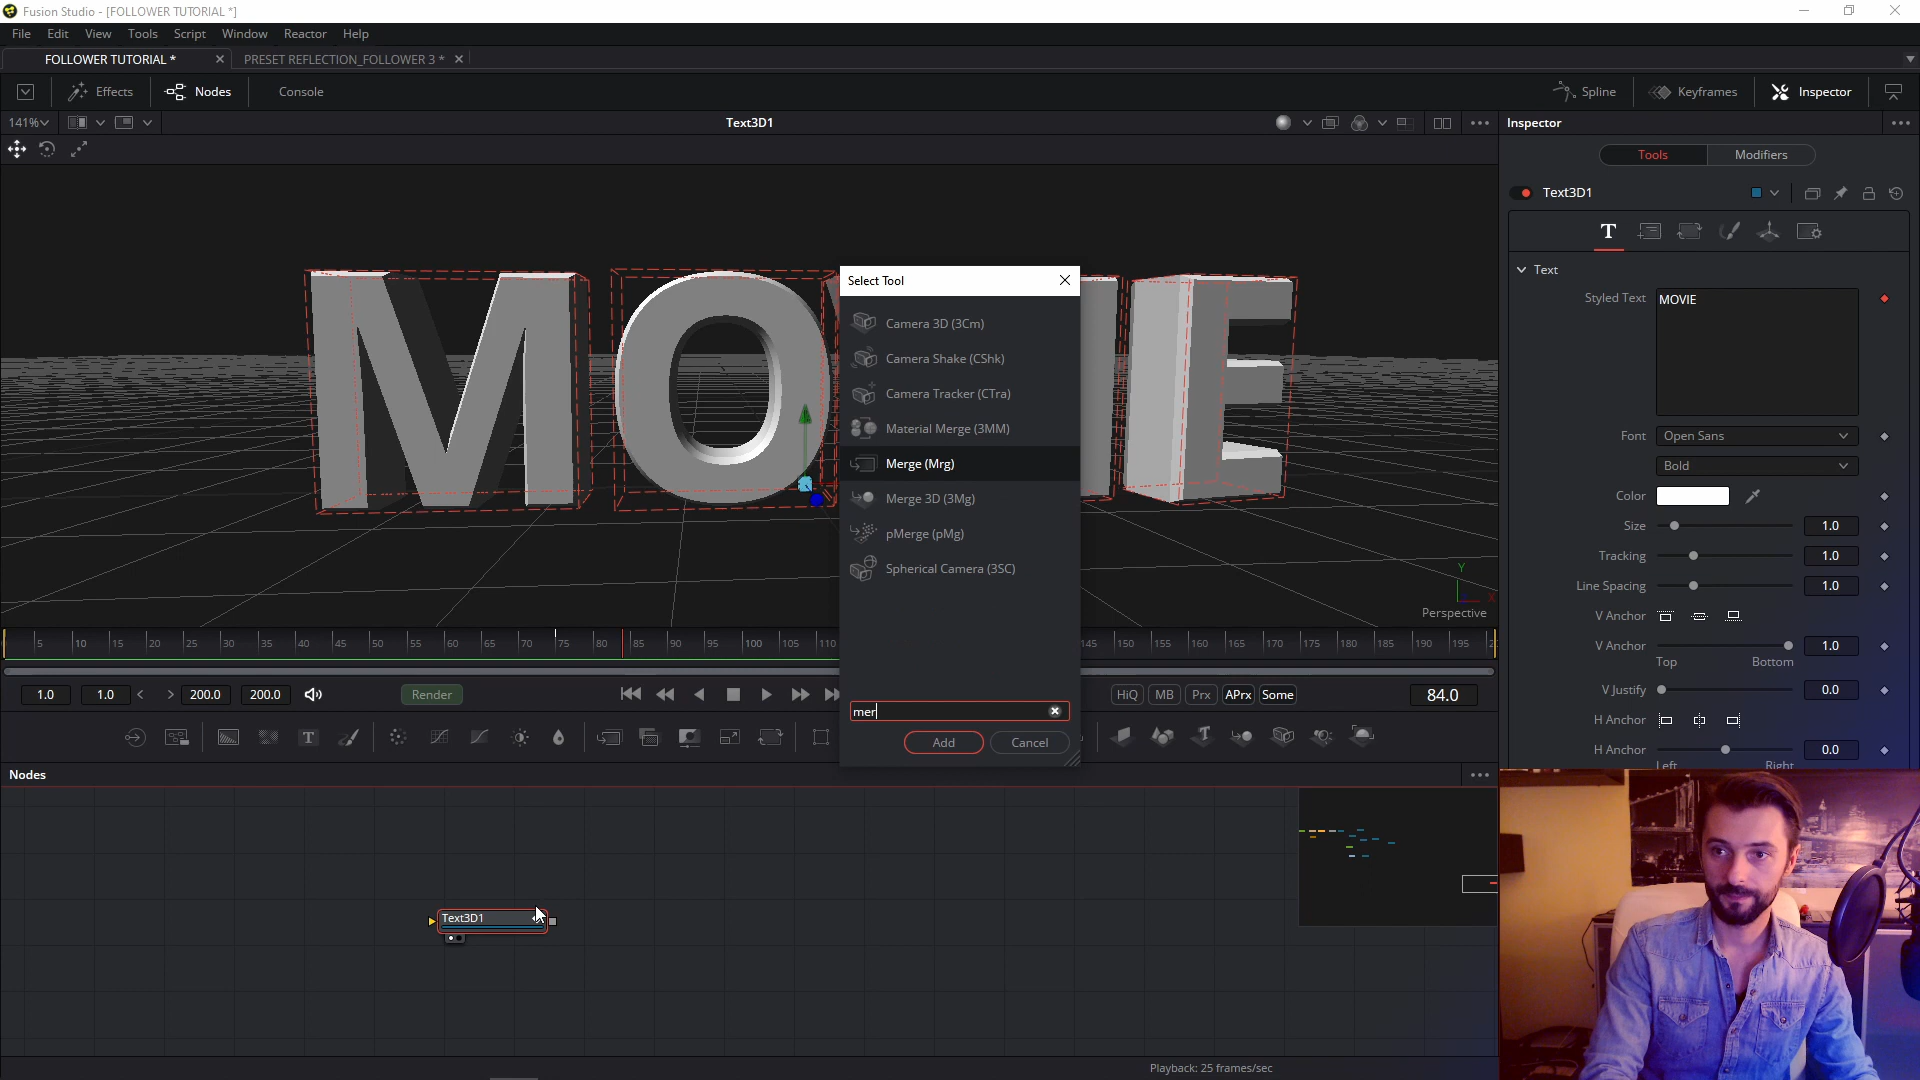 Fusion Studio - [FOLLOWER TUTORIAL *]
File Edit View Tools Script Window Reactor Help
FOLLOWER TUTORIAL * PRESET REFLECTION_FOLLOWER 3 *
Effects Nodes Console Spline Keyframes Inspector
141% Text3D1 Inspector
Tools Modifiers
Text3D1
T
Text
Styled Text MOVIE
Font Open Sans
Bold
Color
Size 1.0
Tracking 1.0
Line Spacing 1.0
V Anchor
V Anchor 1.0
Top Bottom
V Justify 0.0
H Anchor
H Anchor 0.0
Left Right
MO IE
Select Tool
Camera 3D (3Cm)
Camera Shake (CShk)
Camera Tracker (CTra)
Material Merge (3MM)
Merge (Mrg)
Merge 3D (3Mg)
pMerge (pMg)
Spherical Camera (3SC)
mer
Add Cancel
Y
X
Perspective
5 10 15 20 25 30 35 40 45 50 55 60 65 70 75 80 85 90 95 100 105 110 145 150 155 160 165 170 175 180 185 190 195
1.0 1.0 200.0 200.0 Render HiQ MB Prx APrx Some 84.0
T
Nodes
Text3D1
Playback: 25 frames/sec